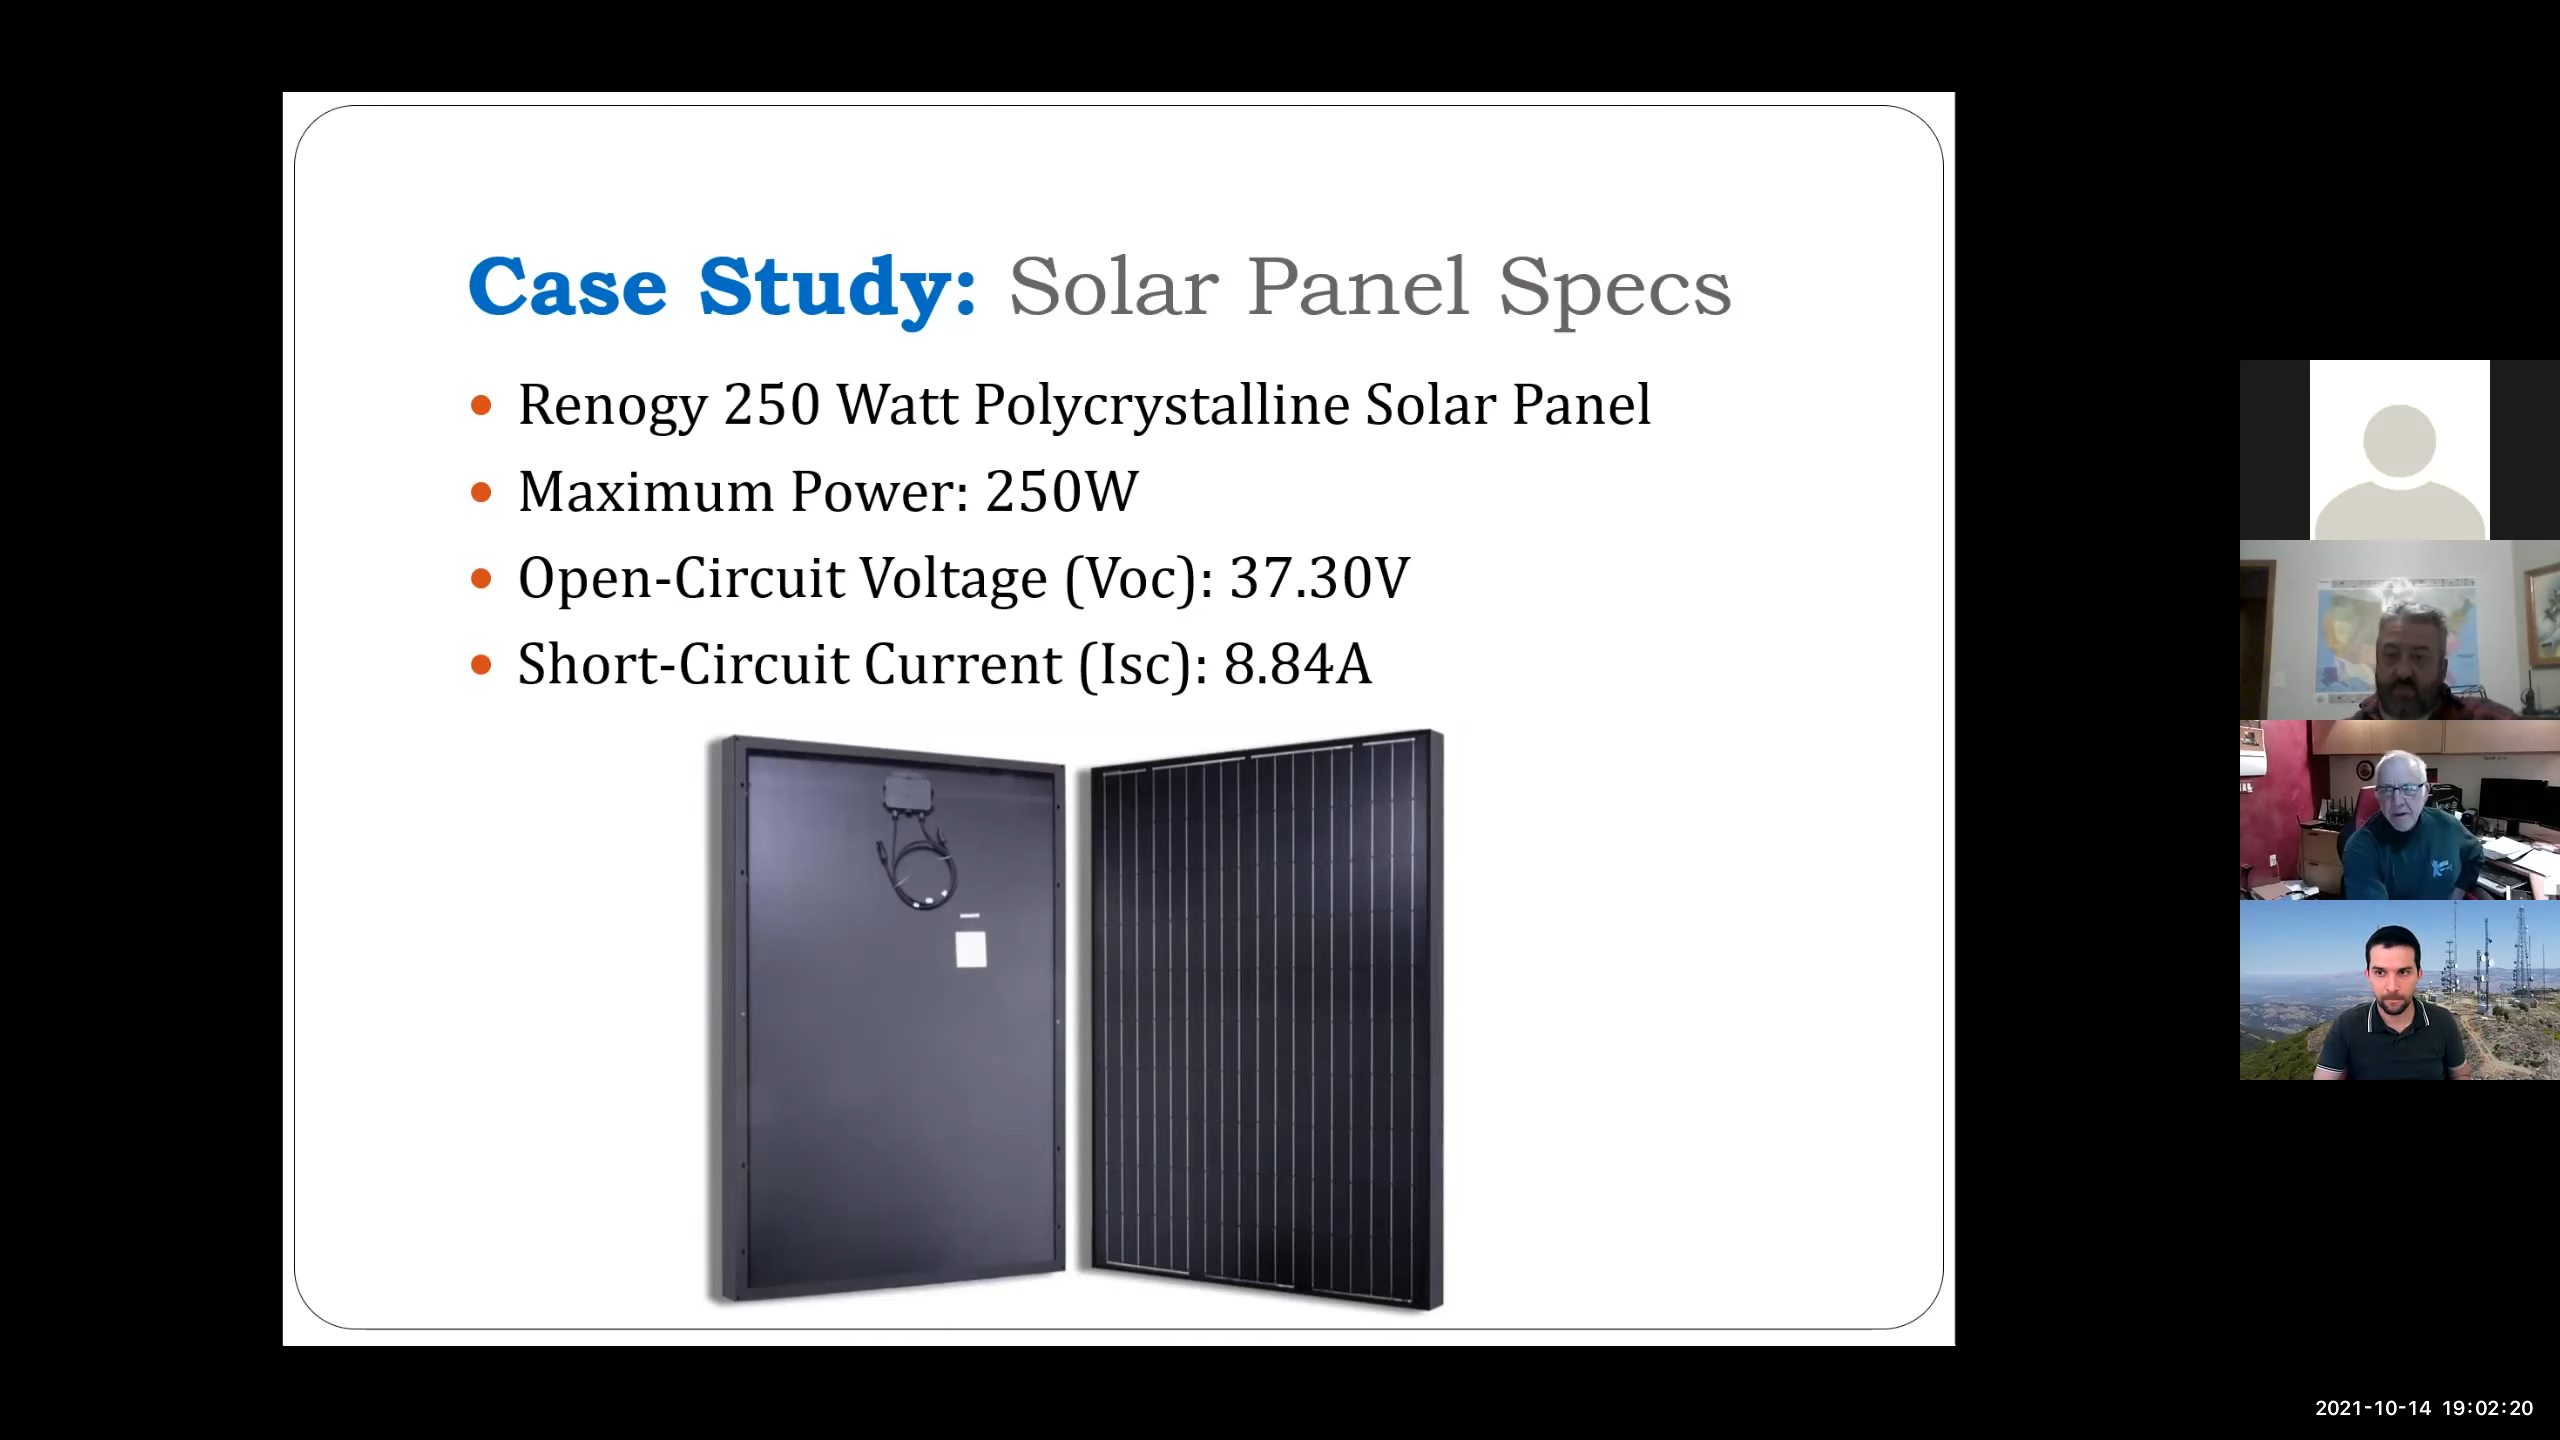 Case Study: Solar Panel Specs
Renogy 250 Watt Polycrystalline Solar Panel
Maximum Power: 250W
Open-Circuit Voltage (Voc): 37.30V
Short-Circuit Current (Isc): 8.84A
2021-10-14 19:02:20